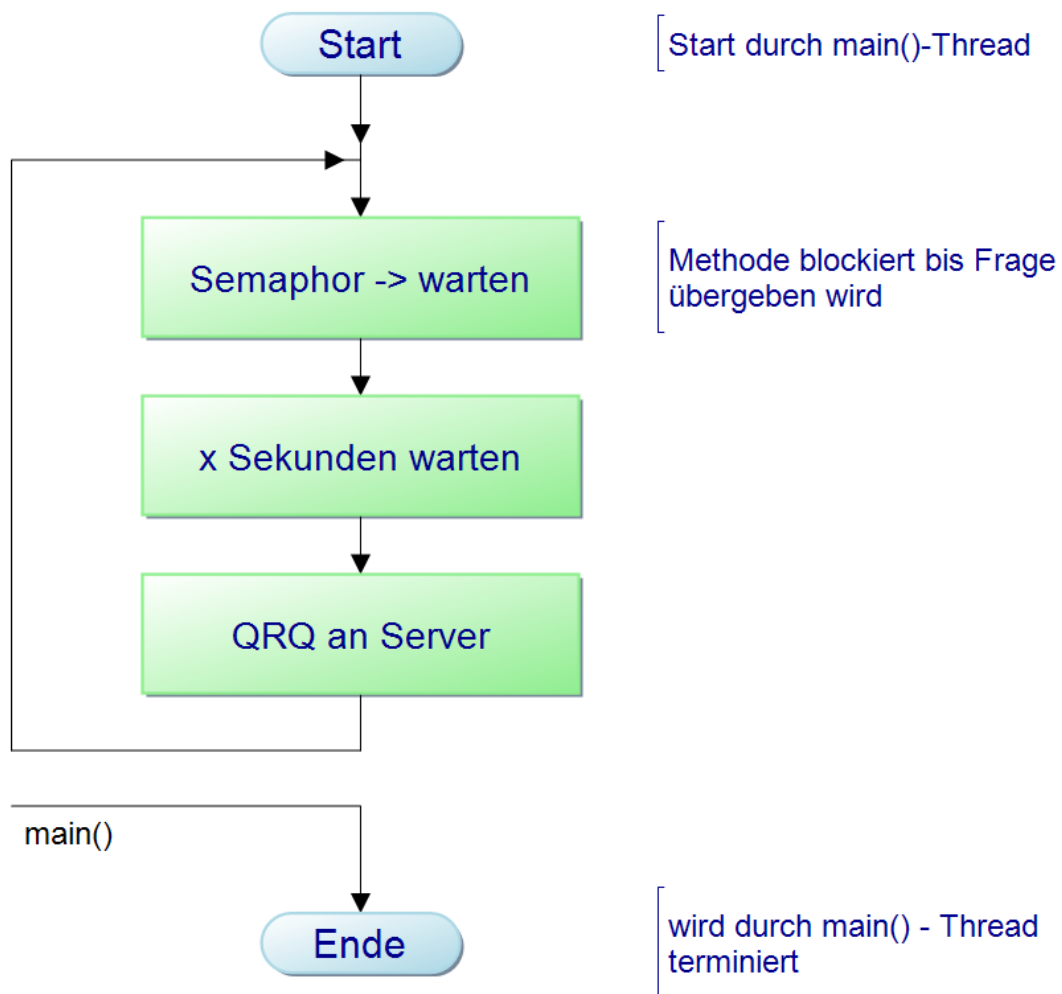 Start
Start durch main()-Thread
Semaphor -> warten
Methode blockiert bis Frage
übergeben wird
x Sekunden warten
QRQ an Server
main()
Ende
wird durch main() - Thread
terminiert